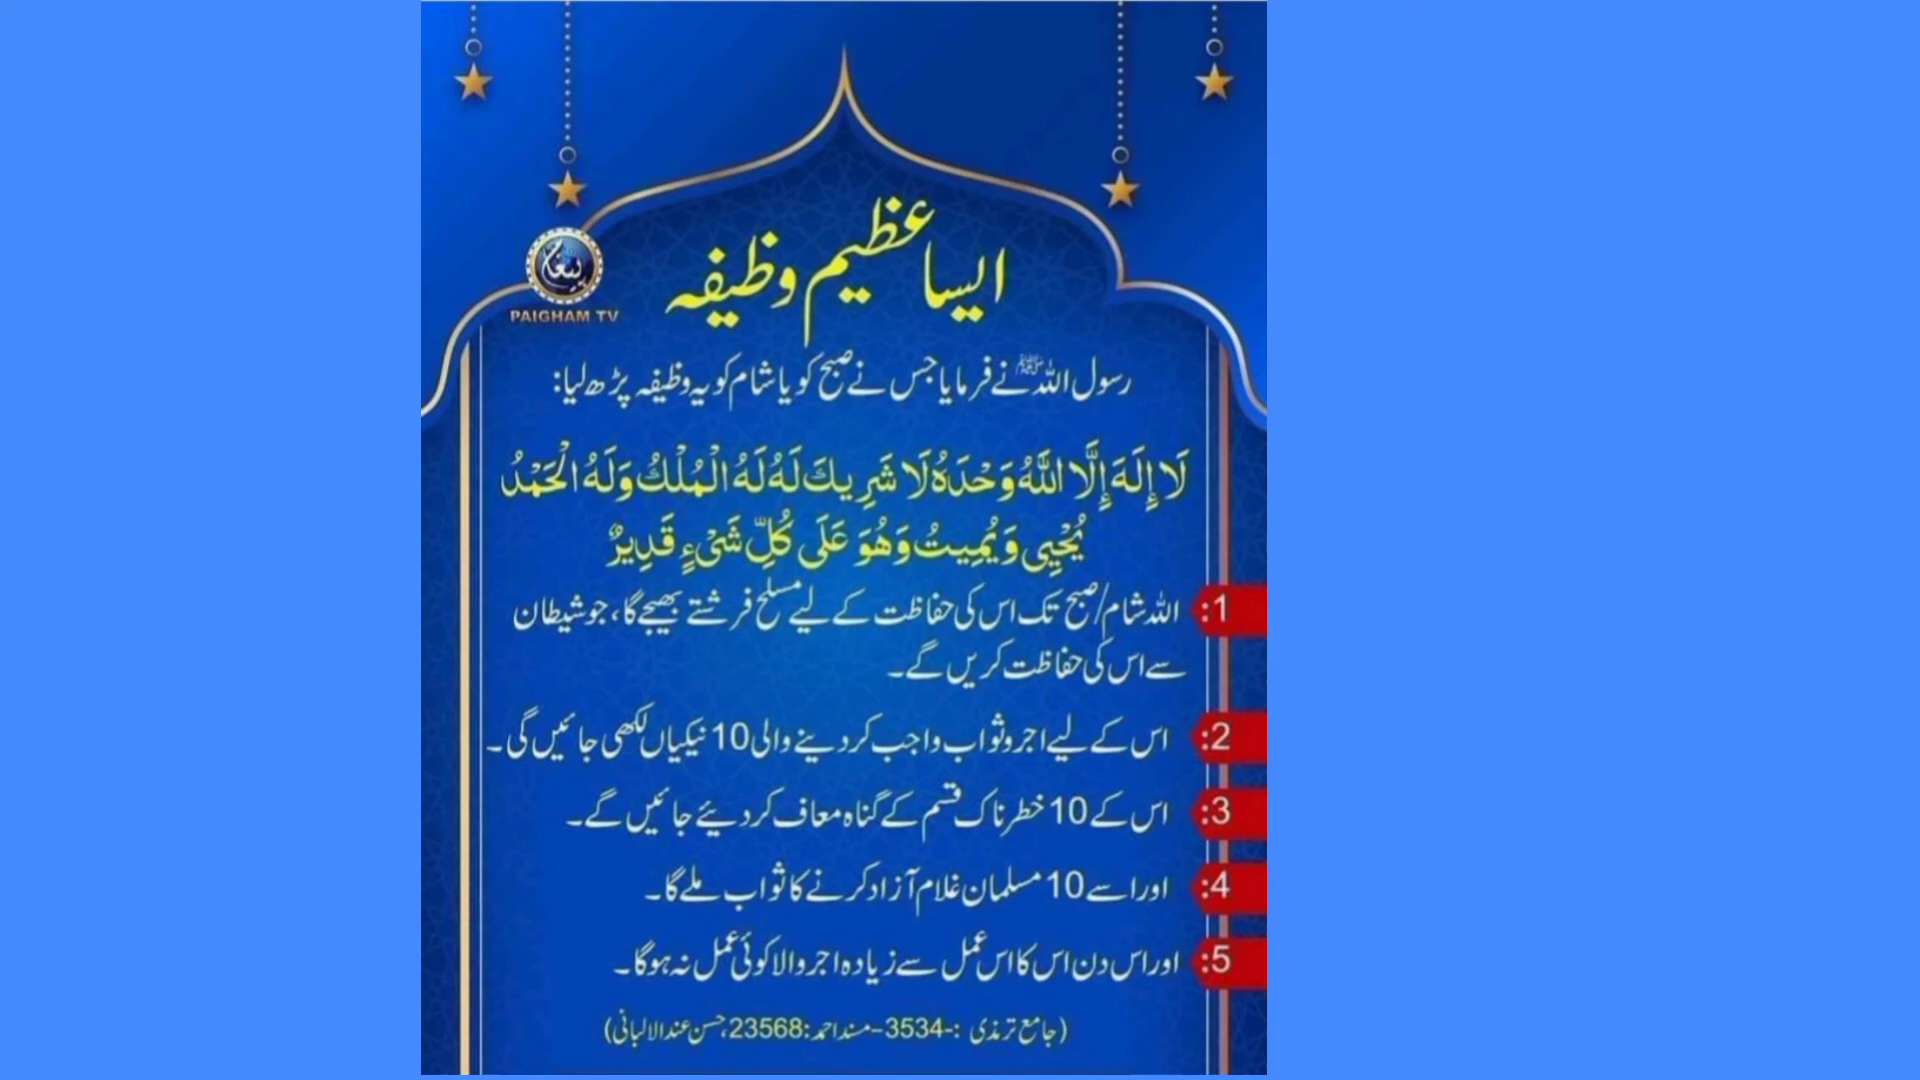 ایسا عظیم وظیفہ
پیغام
PAIGHAM TV
رسول اللہ ﷺ نے فرمایا جس نے صبح کو یا شام کو یہ وظیفہ پڑھ لیا:
لَا إِلَهَ إِلَّا اللَّهُ وَحْدَهُ لَا شَرِيكَ لَهُ لَهُ الْمُلْكُ وَلَهُ الْحَمْدُ
يُحْيِي وَيُمِيتُ وَهُوَ عَلَى كُلِّ شَيْءٍ قَدِيرٌ
1: اللہ شام/صبح تک اس کی حفاظت کے لیے مسلح فرشتے بھیجے گا، جو شیطان
سے اس کی حفاظت کریں گے۔
2: اس کے لیے اجر و ثواب واجب کر دینے والی 10 نیکیاں لکھی جائیں گی۔
3: اس کے 10 خطرناک قسم کے گناہ معاف کر دیئے جائیں گے۔
4: اور اسے 10 مسلمان غلام آزاد کرنے کا ثواب ملے گا۔
5: اور اس دن اس کا اس عمل سے زیادہ اجر والا کوئی عمل نہ ہوگا۔
(جامع ترمذی :-3534-مسند احمد:23568، حسن عند الالبانی)